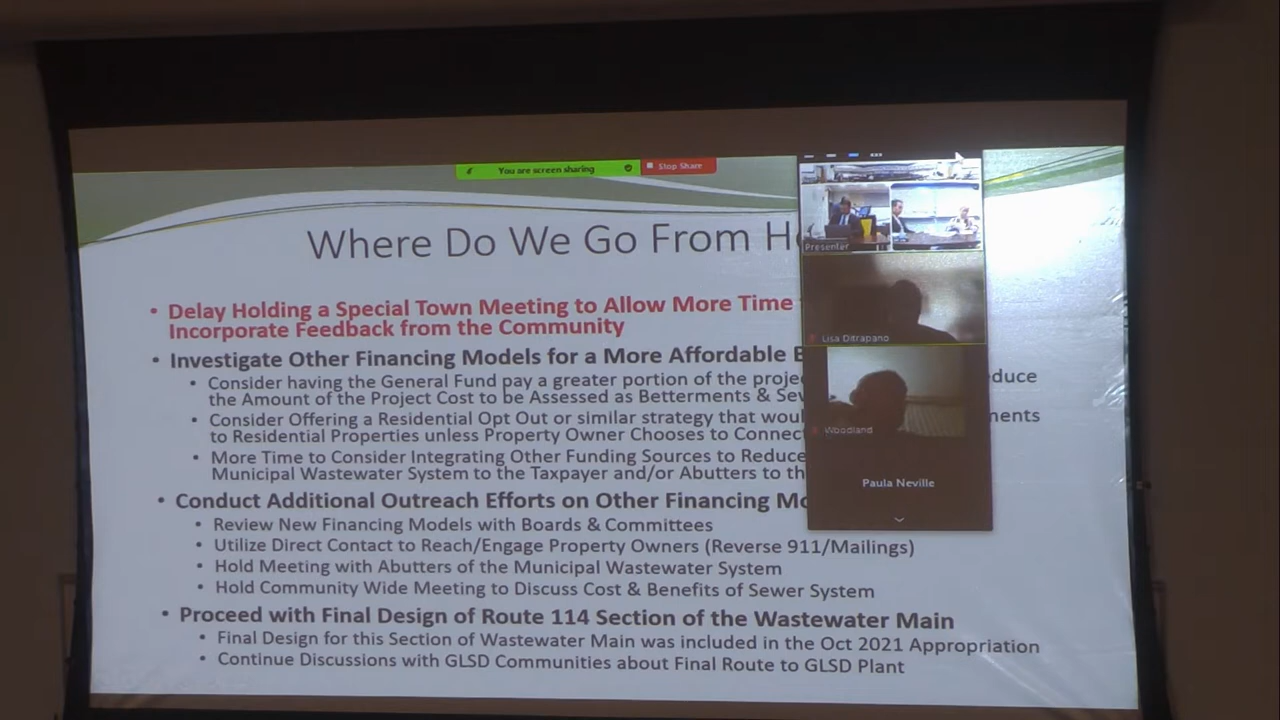 You are screen sharing
Stop Share
Where Do We Go From
Presenter
Delay Holding a Special Town Meeting to Allow More Time
Incorporate Feedback from the Community
Lisa Ditrapano
Investigate Other Financing Models for a More Affordable
Consider having the General Fund pay a greater portion of the
the Amount of the Project Cost to be Assessed as Betterments &
Consider Offering a Residential Opt Out or similar strategy that
to Residential Properties unless Property Owner Chooses to
Woodland
More Time to Consider Integrating Other Funding Sources to Reduce
Municipal Wastewater System to the Taxpayer and/or Abutters to
Paula Neville
Conduct Additional Outreach Efforts on Other Financing
Review New Financing Models with Boards & Committees
Utilize Direct Contact to Reach/Engage Property Owners (Reverse 911/Mailings)
Hold Meeting with Abutters of the Municipal Wastewater System
Hold Community Wide Meeting to Discuss Cost & Benefits of Sewer System
Proceed with Final Design of Route 114 Section of the Wastewater Main
Final Design for this Section of Wastewater Main was included in the Oct 2021 Appropriation
Continue Discussions with GLSD Communities about Final Route to GLSD Plant